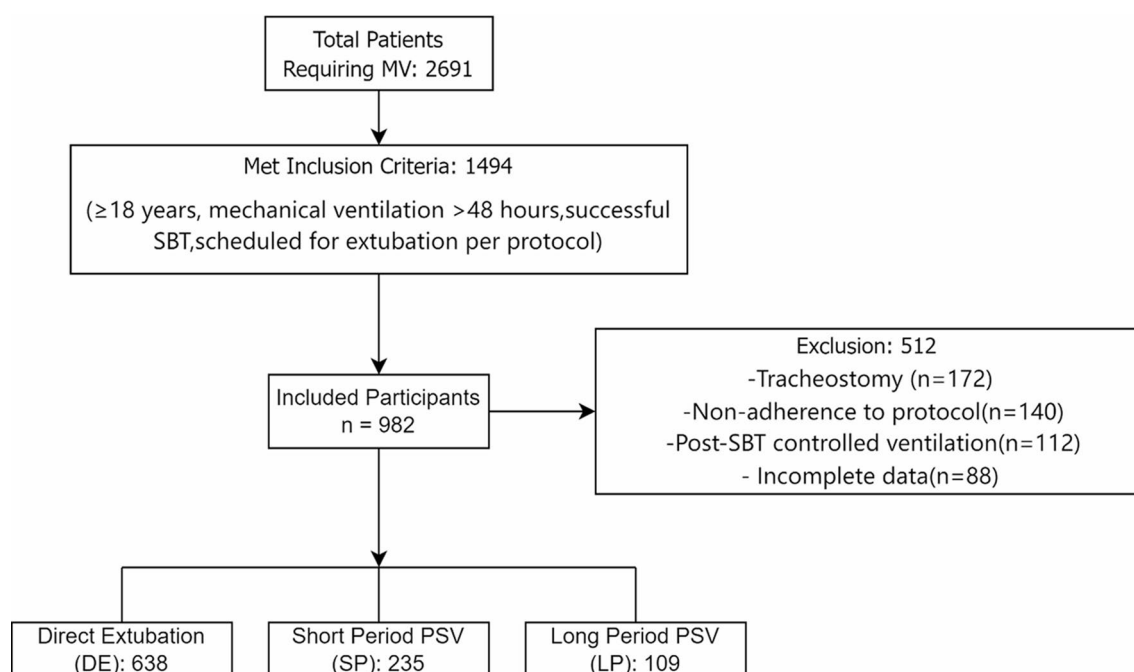 Total Patients
Requiring MV: 2691
Met Inclusion Criteria: 1494
(≥18 years, mechanical ventilation >48 hours,successful
SBT,scheduled for extubation per protocol)
Exclusion: 512
-Tracheostomy (n=172)
-Non-adherence to protocol(n=140)
-Post-SBT controlled ventilation(n=112)
- Incomplete data(n=88)
Included Participants
n = 982
Direct Extubation
(DE): 638
Short Period PSV
(SP): 235
Long Period PSV
(LP): 109